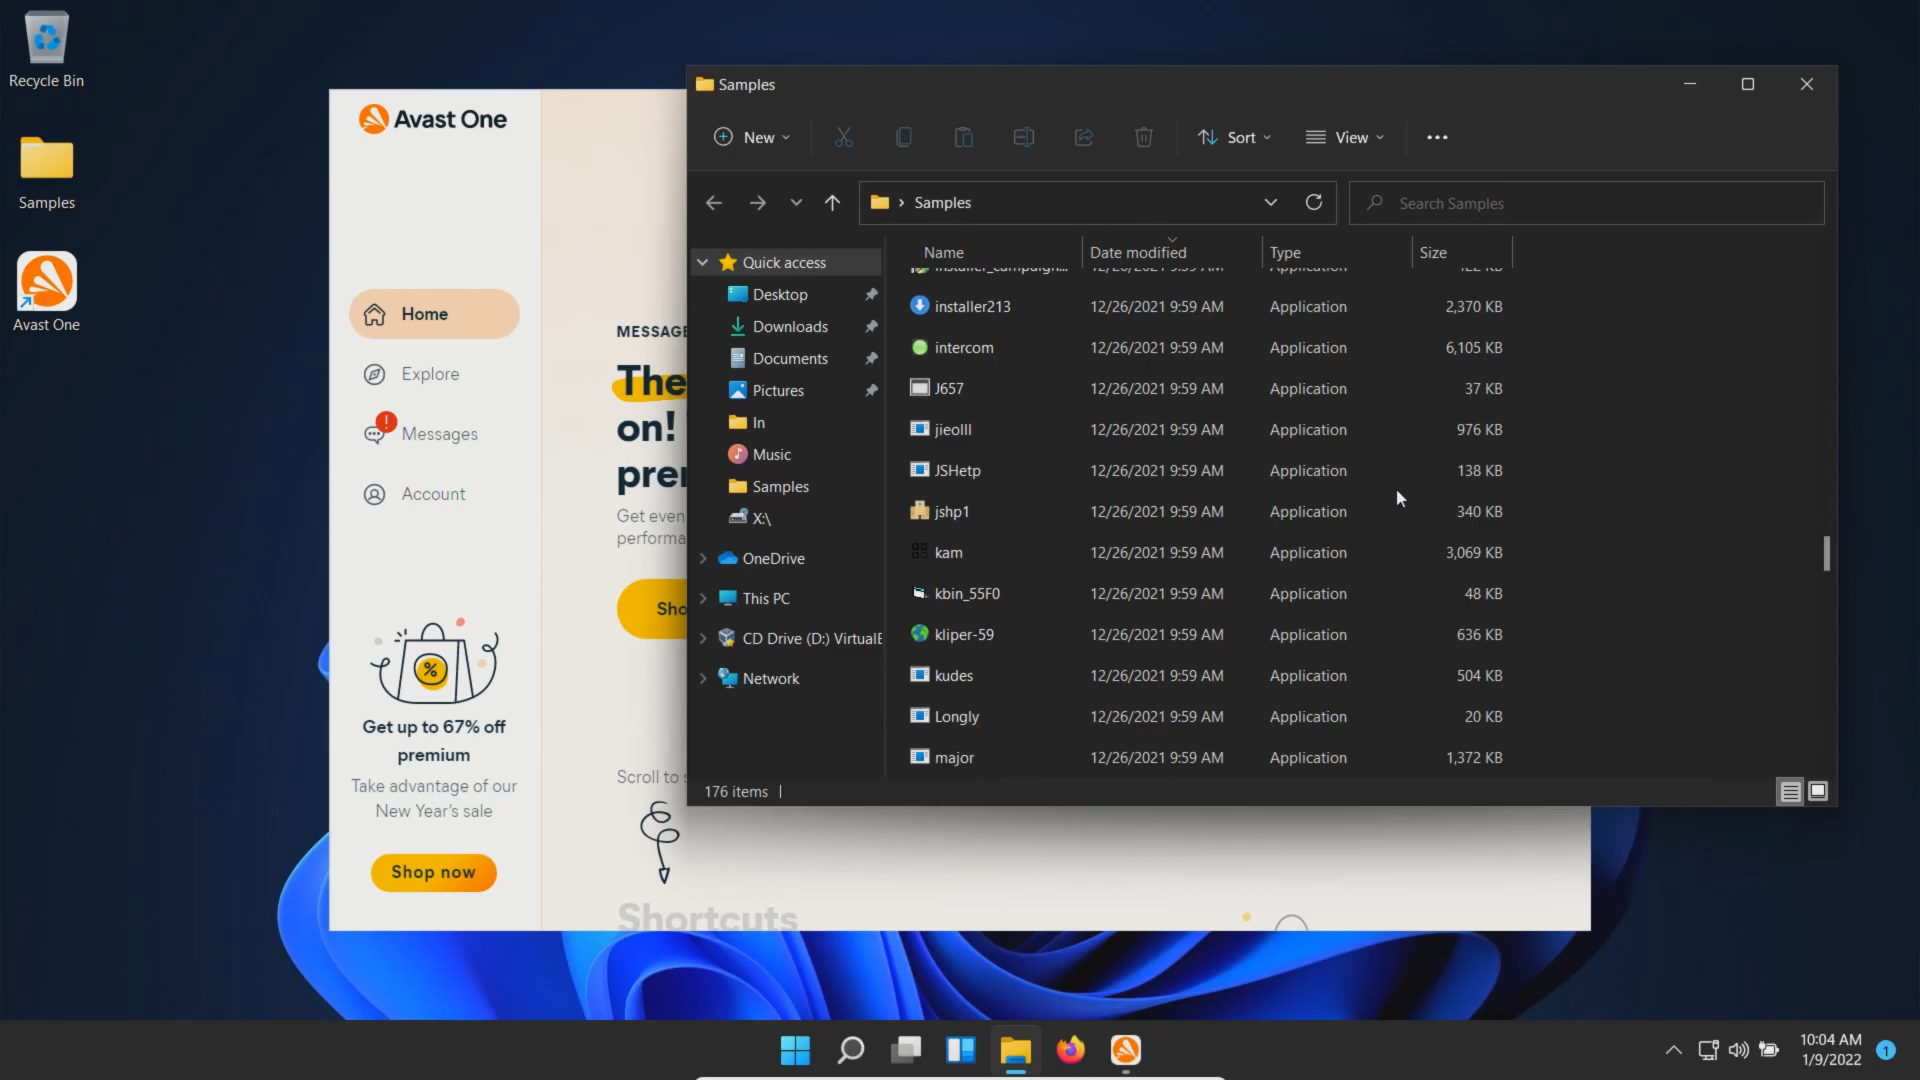 Recycle Bin
Samples
Avast One
Avast One
Home
Explore
Messages
Account
Get up to 67% off
premium
Take advantage of our
New Year's sale
Shop now
MESSAGE
The
on!
prer
Get even
performa
Sho
Scroll to s
Shortcuts
Samples
New
Sort
View
Samples
Search Samples
Quick access
Desktop
Downloads
Documents
Pictures
In
Music
Samples
X:\
OneDrive
This PC
CD Drive (D:) VirtualB
Network
Name Date modified Type Size
installer_campaign... 12/26/2021 9:59 AM Application 422 KB
installer213 12/26/2021 9:59 AM Application 2,370 KB
intercom 12/26/2021 9:59 AM Application 6,105 KB
J657 12/26/2021 9:59 AM Application 37 KB
jieolll 12/26/2021 9:59 AM Application 976 KB
JSHetp 12/26/2021 9:59 AM Application 138 KB
jshp1 12/26/2021 9:59 AM Application 340 KB
kam 12/26/2021 9:59 AM Application 3,069 KB
kbin_55F0 12/26/2021 9:59 AM Application 48 KB
kliper-59 12/26/2021 9:59 AM Application 636 KB
kudes 12/26/2021 9:59 AM Application 504 KB
Longly 12/26/2021 9:59 AM Application 20 KB
major 12/26/2021 9:59 AM Application 1,372 KB
176 items
10:04 AM
1/9/2022
1